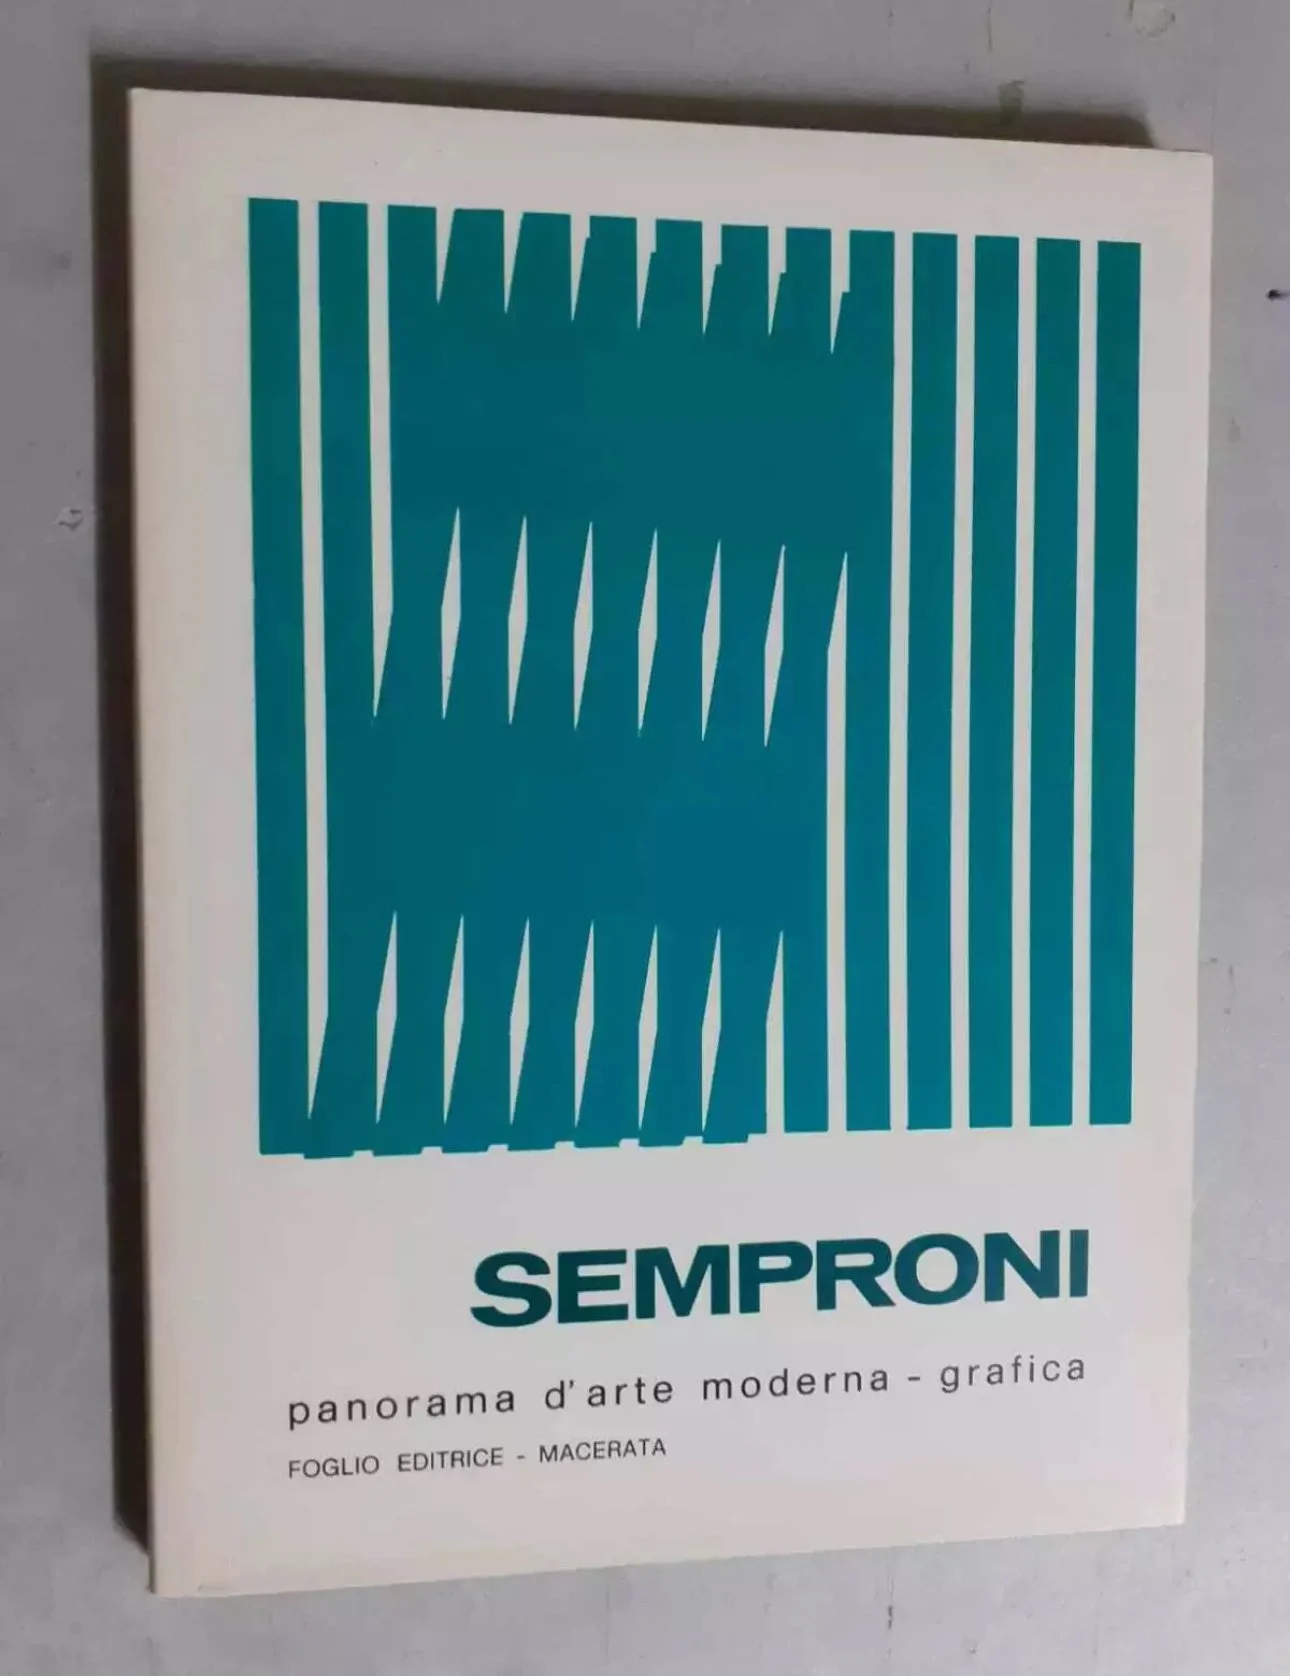 SEMPRONI
panorama d'arte moderna - grafica
FOGLIO EDITRICE - MACERATA